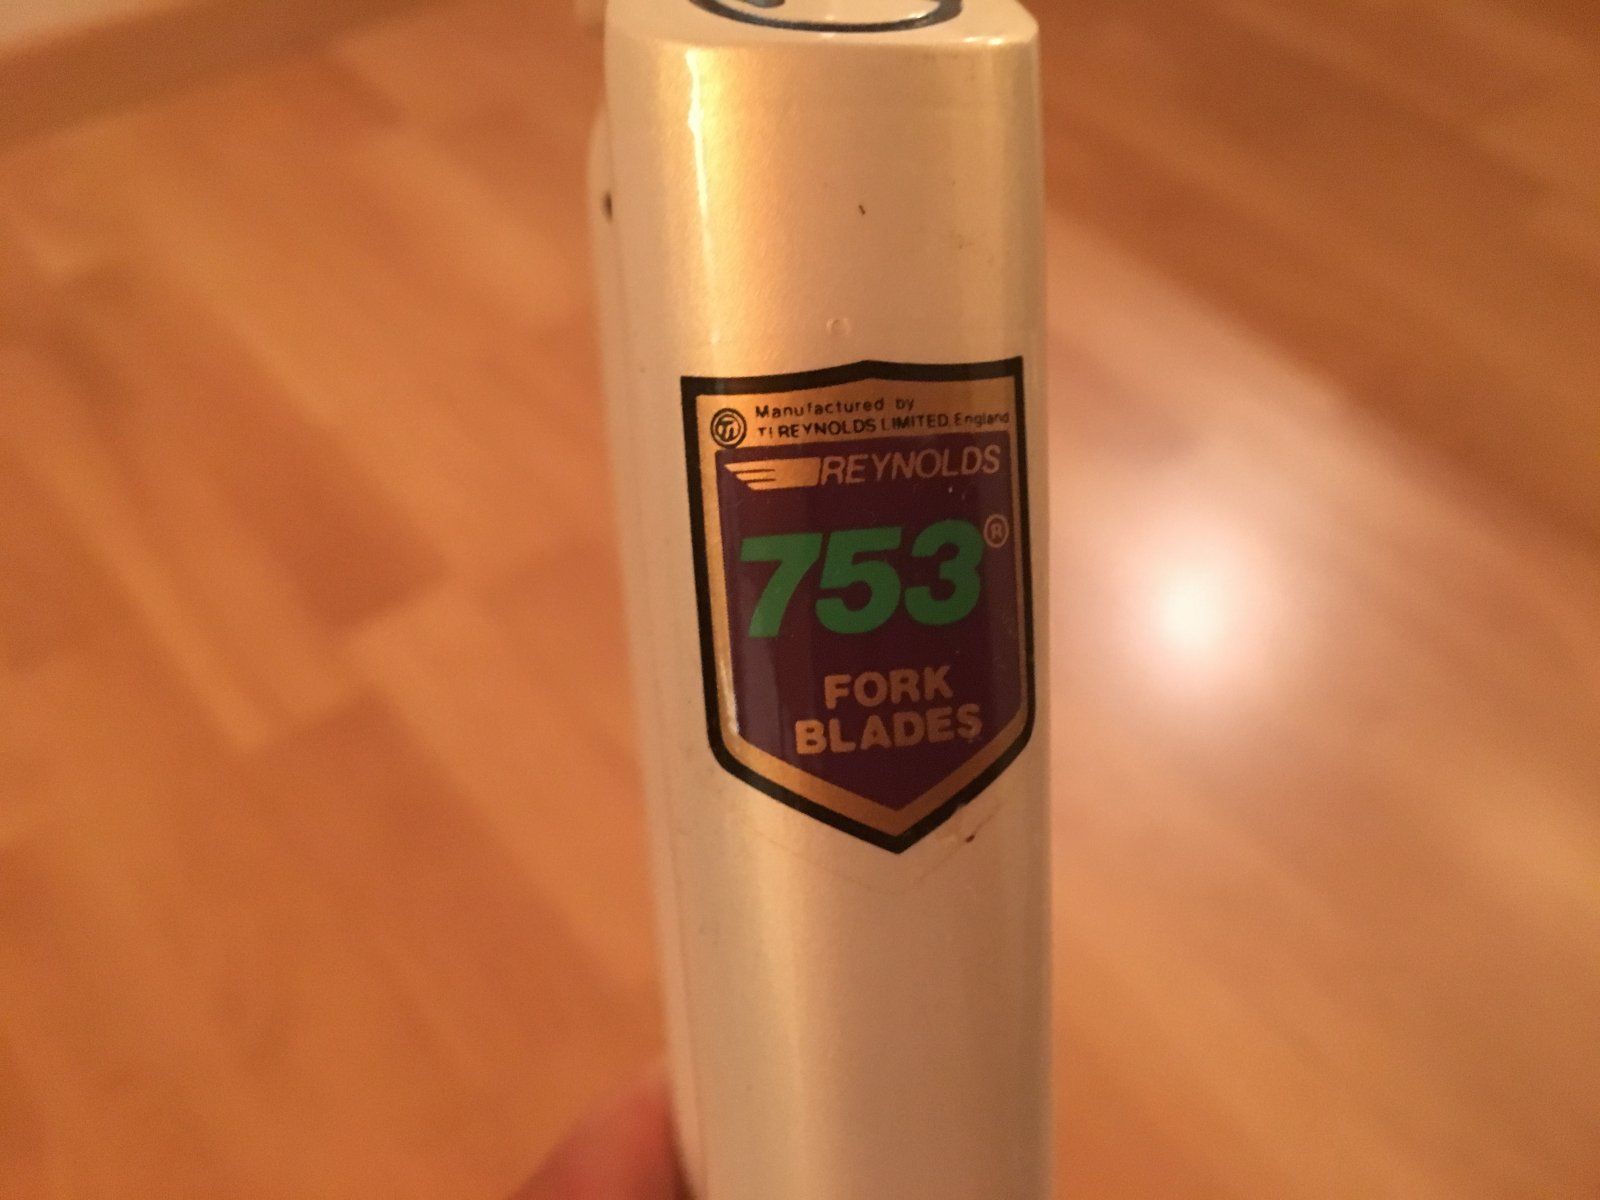 Manufactured by
TI REYNOLDS LIMITED, England
REYNOLDS
753®
FORK
BLADES